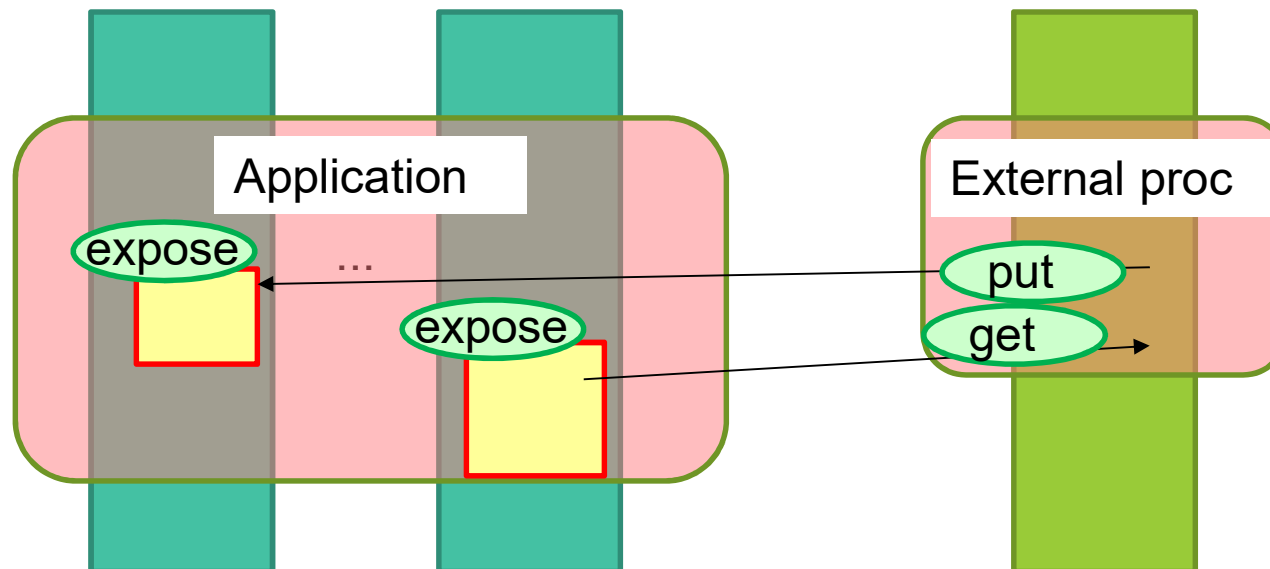 Application
External proc
expose
...
put
expose
get